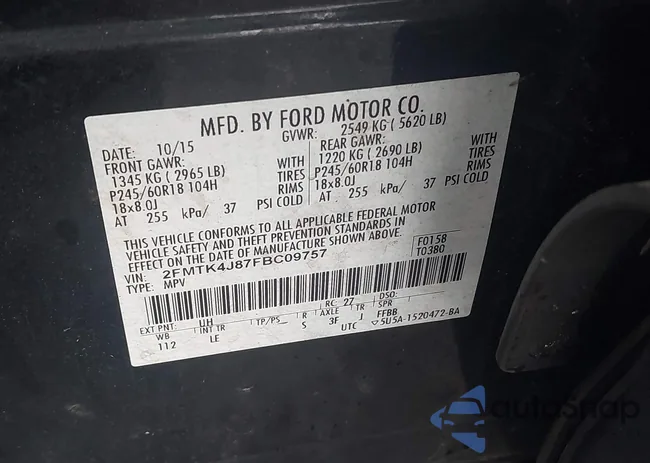 MFD. BY FORD MOTOR CO.
DATE: 10/15 GVWR: 2549 KG ( 5620 LB)
FRONT GAWR: WITH REAR GAWR: WITH
1345 KG ( 2965 LB) TIRES 1220 KG ( 2690 LB) TIRES
P245/60R18 104H RIMS P245/60R18 104H RIMS
18x8.0J PSI COLD 18x8.0J PSI COLD
AT 255 kPa/ 37 AT 255 kPa/ 37
THIS VEHICLE CONFORMS TO ALL APPLICABLE FEDERAL MOTOR
VEHICLE SAFETY AND THEFT PREVENTION STANDARDS IN
EFFECT ON THE DATE OF MANUFACTURE SHOWN ABOVE.
VIN: 2FMTK4J87FBC09757 F0158
TYPE: MPV T0380
RC: 27 DSO:
EXT PNT: UH AXLE TR SPR
WB INT TR TP/PS R S 3F J FFBB
112 LE UTC 5U5A-1520472-BA
autoSnap